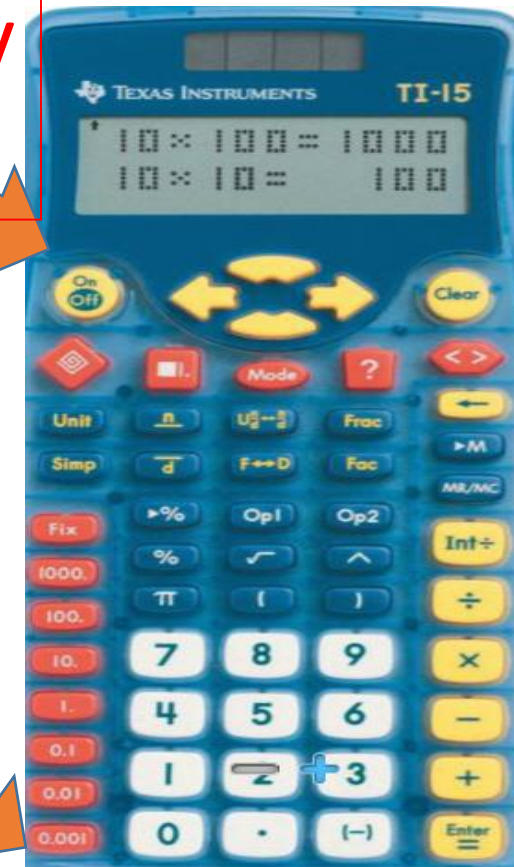 y
TEXAS INSTRUMENTS TI-15
10×100=1000
10×10= 100
On
Off
Clear
Mode ? < >
Unit n U n/d↔n/d Frac ←
Simp d F↔D Fac ▸M
MR/MC
Fix ▸% Op1 Op2
1000. % √ ^ Int÷
100. π ( ) ÷
10. 7 8 9 ×
1. 4 5 6 −
0.1
0.01 1 2 3 +
0.001 0 . (−) Enter
=